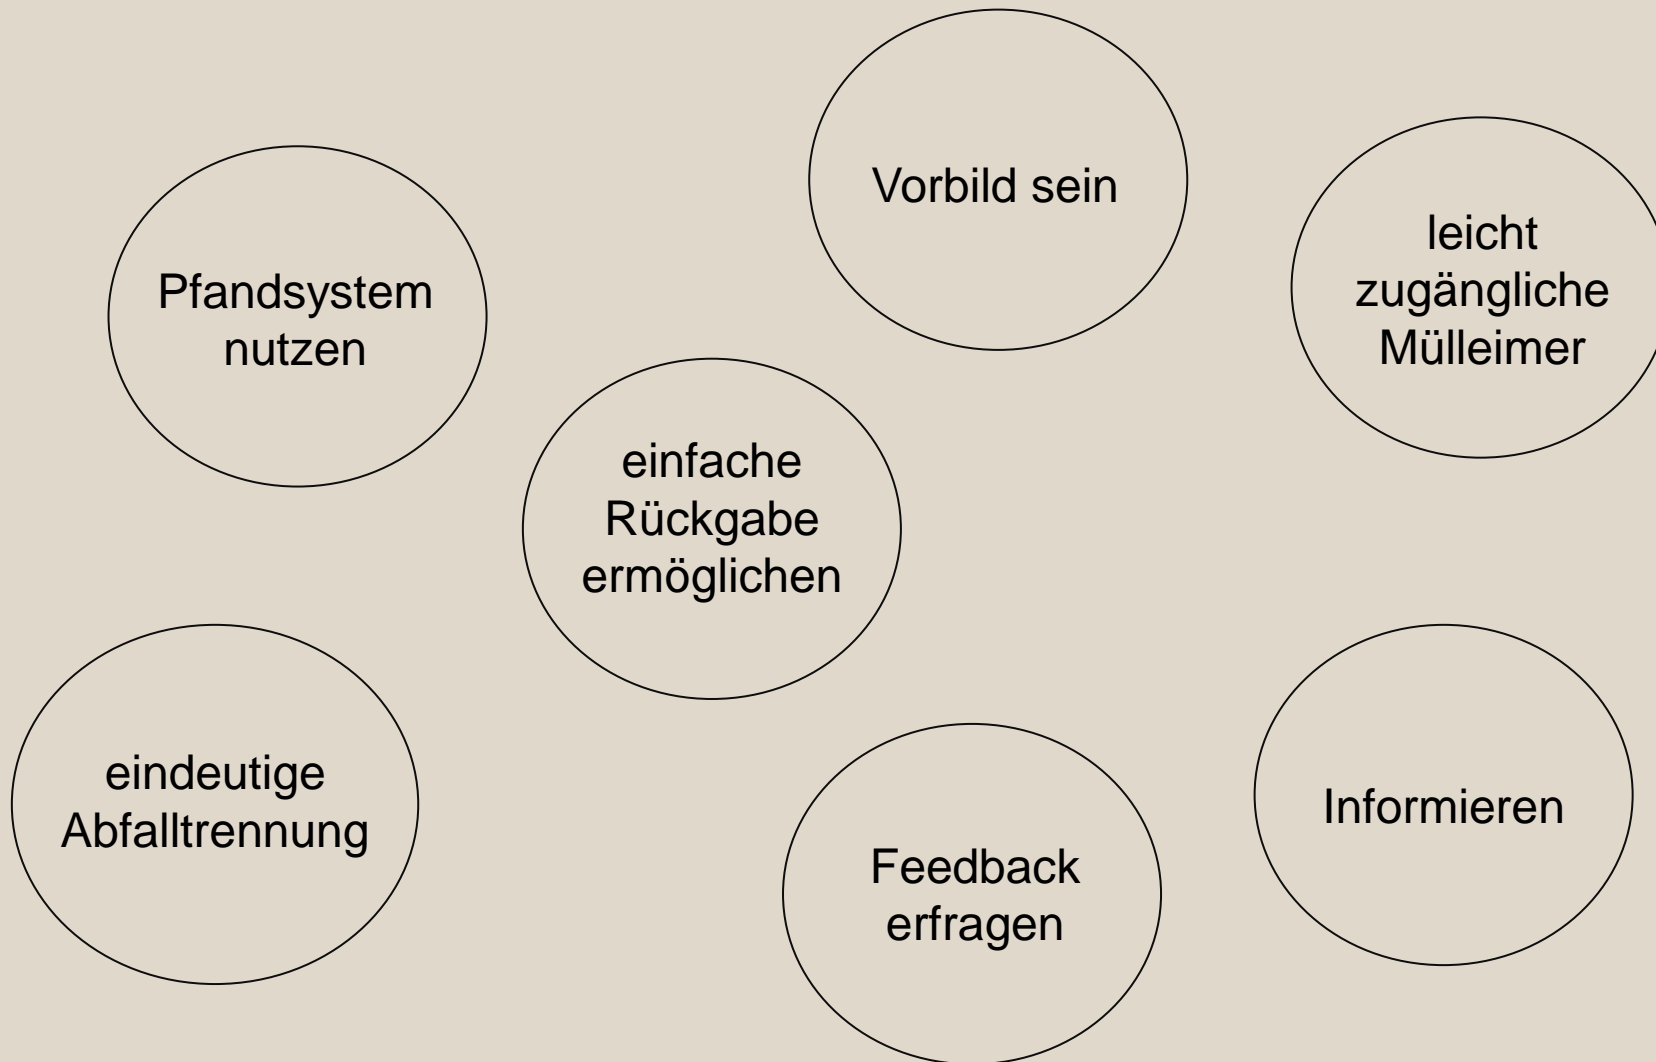 Vorbild sein
leicht
zugängliche
Mülleimer
Pfandsystem
nutzen
einfache
Rückgabe
ermöglichen
eindeutige
Abfalltrennung
Informieren
Feedback
erfragen